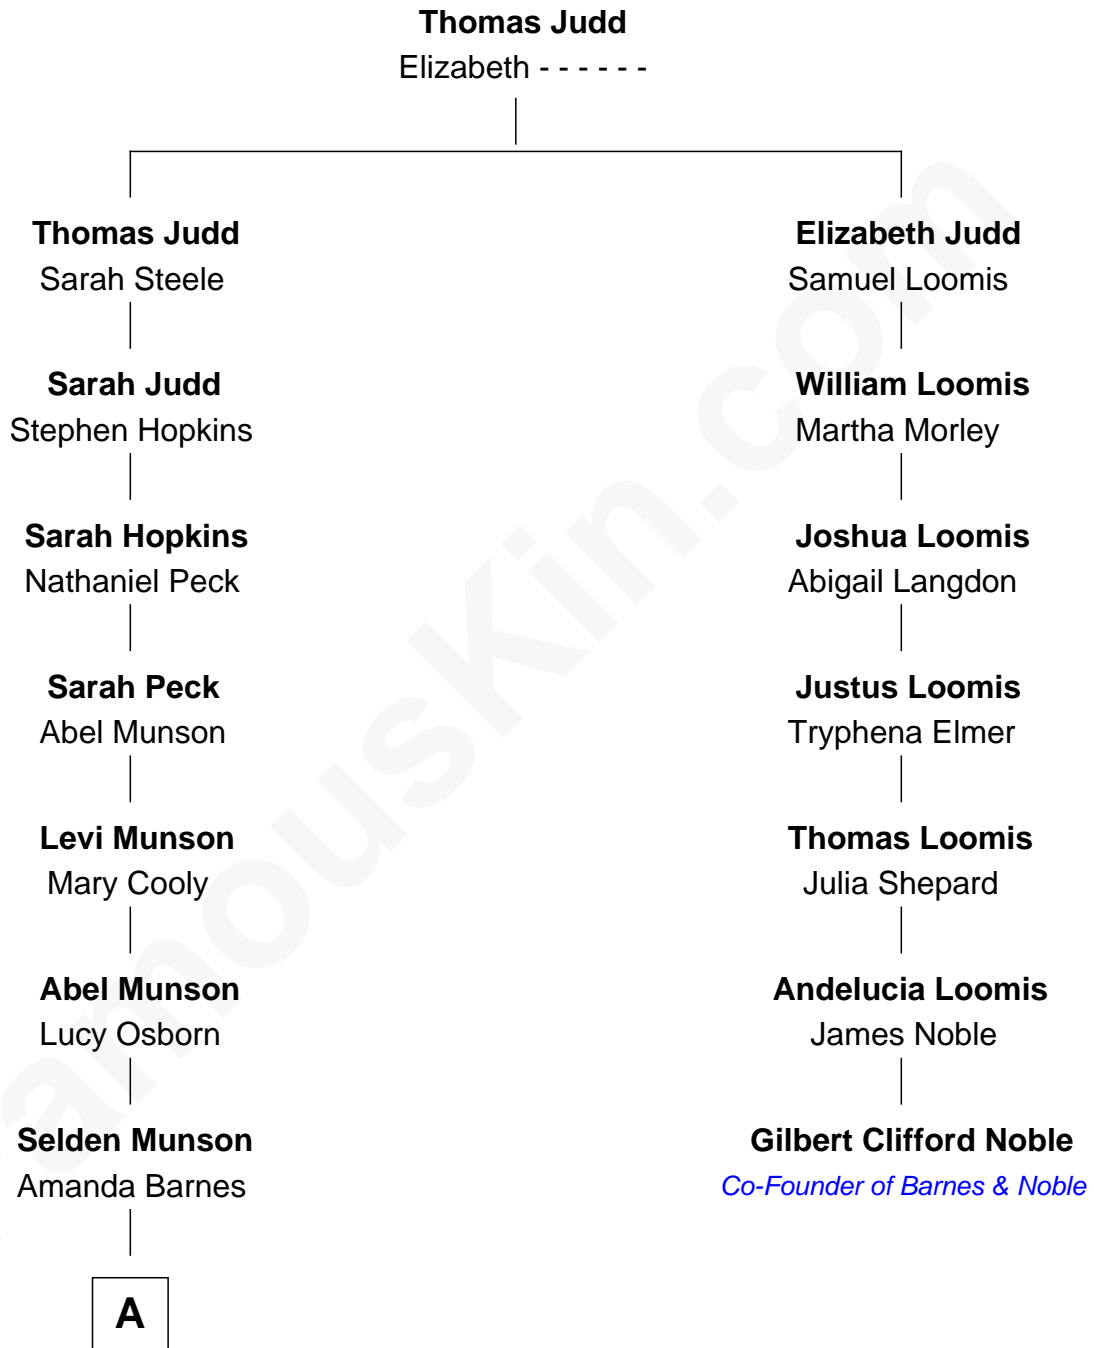 Thomas Judd
Elizabeth - - - - - -
Thomas Judd
Sarah Steele
Elizabeth Judd
Samuel Loomis
Sarah Judd
Stephen Hopkins
William Loomis
Martha Morley
Sarah Hopkins
Nathaniel Peck
Joshua Loomis
Abigail Langdon
Sarah Peck
Abel Munson
Justus Loomis
Tryphena Elmer
Levi Munson
Mary Cooly
Thomas Loomis
Julia Shepard
Abel Munson
Lucy Osborn
Andelucia Loomis
James Noble
Selden Munson
Amanda Barnes
Gilbert Clifford Noble
Co-Founder of Barnes & Noble
A
amouskin.com